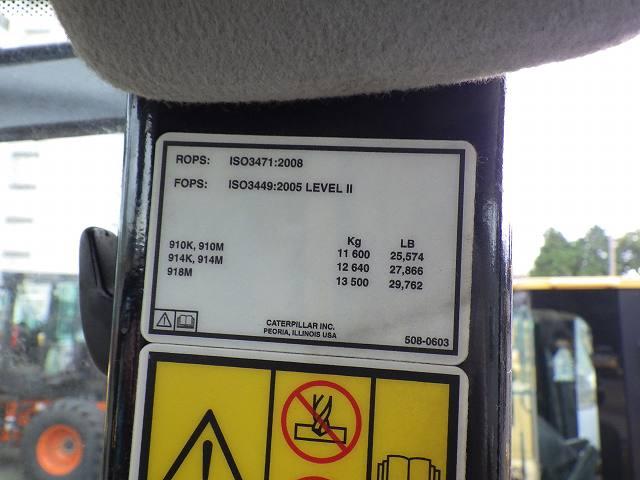 ROPS: ISO3471:2008
FOPS: ISO3449:2005 LEVEL II
Kg LB
910K, 910M 11 600 25,574
914K, 914M 12 640 27,866
918M 13 500 29,762
CATERPILLAR INC.
PEORIA, ILLINOIS USA
508-0603